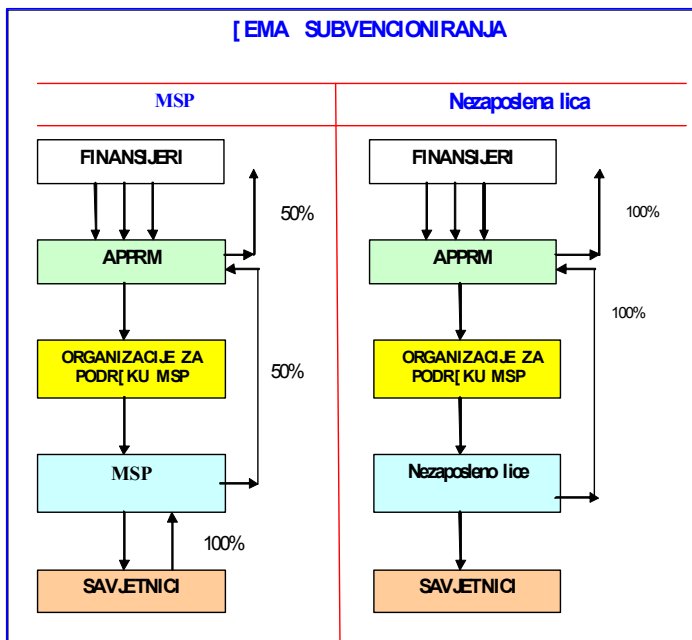 [ EMA SUBVENCIONIRANJA
MSP
Nezaposlena lica
FINANSIJERI
50%
APPRM
ORGANIZACIJE ZA
PODR[ KU MSP
50%
MSP
100%
SAVJETNICI
FINANSIJERI
100%
APPRM
100%
ORGANIZACIJE ZA
PODR[ KU MSP
Nezaposleno lice
SAVJETNICI